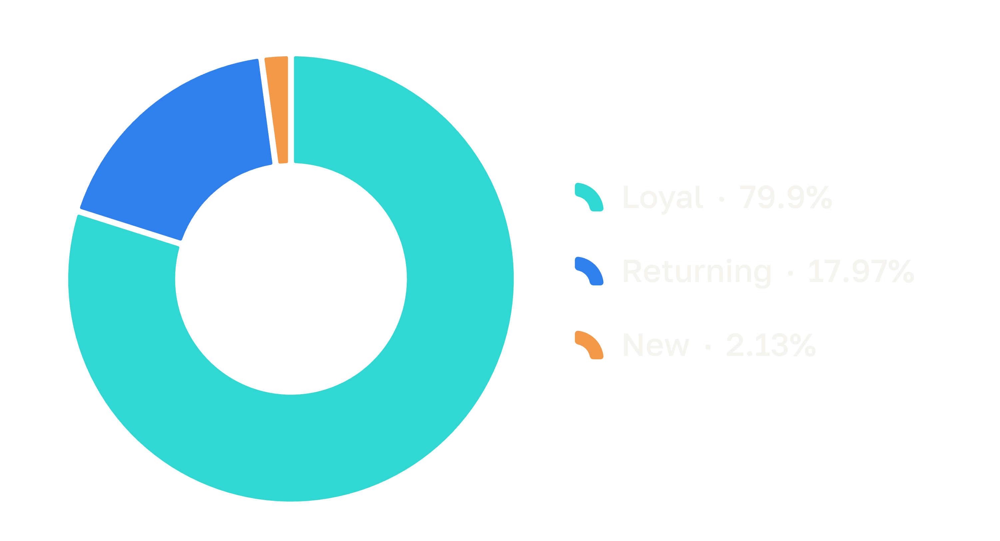 Loyal · 79.9%
Returning · 17.97%
New · 2.13%